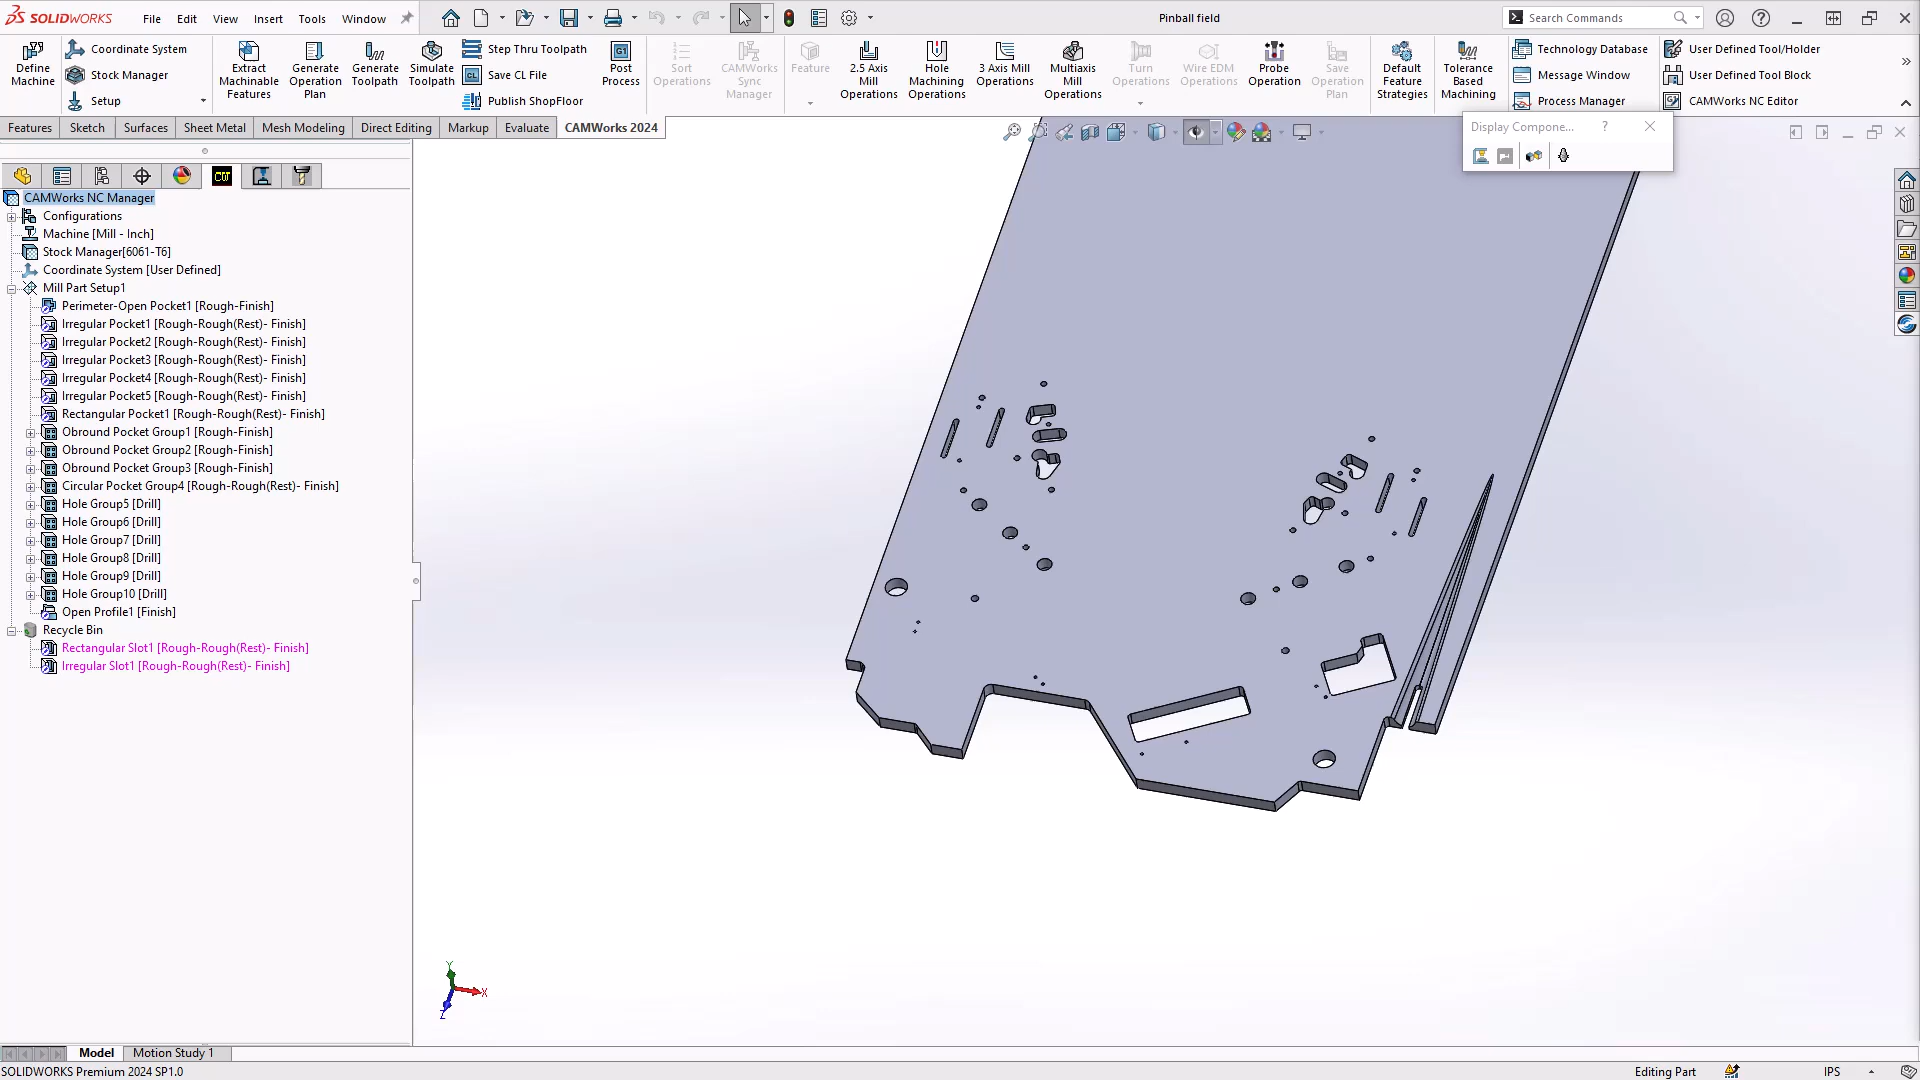 SOLIDWORKS
File Edit View Insert Tools Window
Pinball field
Search Commands
Define Machine
Coordinate System
Stock Manager
Setup
Extract Machinable Features
Generate Operation Plan
Generate Toolpath
Simulate Toolpath
Step Thru Toolpath
Save CL File
Publish ShopFloor
Post Process
Sort Operations
CAMWorks Sync Manager
Feature
2.5 Axis Mill Operations
Hole Machining Operations
3 Axis Mill Operations
Multiaxis Mill Operations
Turn Operations
Wire EDM Operations
Probe Operation
Save Operation Plan
Default Feature Strategies
Tolerance Based Machining
Technology Database
Message Window
Process Manager
User Defined Tool/Holder
User Defined Tool Block
CAMWorks NC Editor
Features Sketch Surfaces Sheet Metal Mesh Modeling Direct Editing Markup Evaluate CAMWorks 2024
Display Compone... ?
CAMWorks NC Manager
Configurations
Machine [Mill - Inch]
Stock Manager[6061-T6]
Coordinate System [User Defined]
Mill Part Setup1
Perimeter-Open Pocket1 [Rough-Finish]
Irregular Pocket1 [Rough-Rough(Rest)- Finish]
Irregular Pocket2 [Rough-Rough(Rest)- Finish]
Irregular Pocket3 [Rough-Rough(Rest)- Finish]
Irregular Pocket4 [Rough-Rough(Rest)- Finish]
Irregular Pocket5 [Rough-Rough(Rest)- Finish]
Rectangular Pocket1 [Rough-Rough(Rest)- Finish]
Obround Pocket Group1 [Rough-Finish]
Obround Pocket Group2 [Rough-Finish]
Obround Pocket Group3 [Rough-Finish]
Circular Pocket Group4 [Rough-Rough(Rest)- Finish]
Hole Group5 [Drill]
Hole Group6 [Drill]
Hole Group7 [Drill]
Hole Group8 [Drill]
Hole Group9 [Drill]
Hole Group10 [Drill]
Open Profile1 [Finish]
Recycle Bin
Rectangular Slot1 [Rough-Rough(Rest)- Finish]
Irregular Slot1 [Rough-Rough(Rest)- Finish]
Y
X
Z
Model Motion Study 1
SOLIDWORKS Premium 2024 SP1.0
Editing Part
IPS